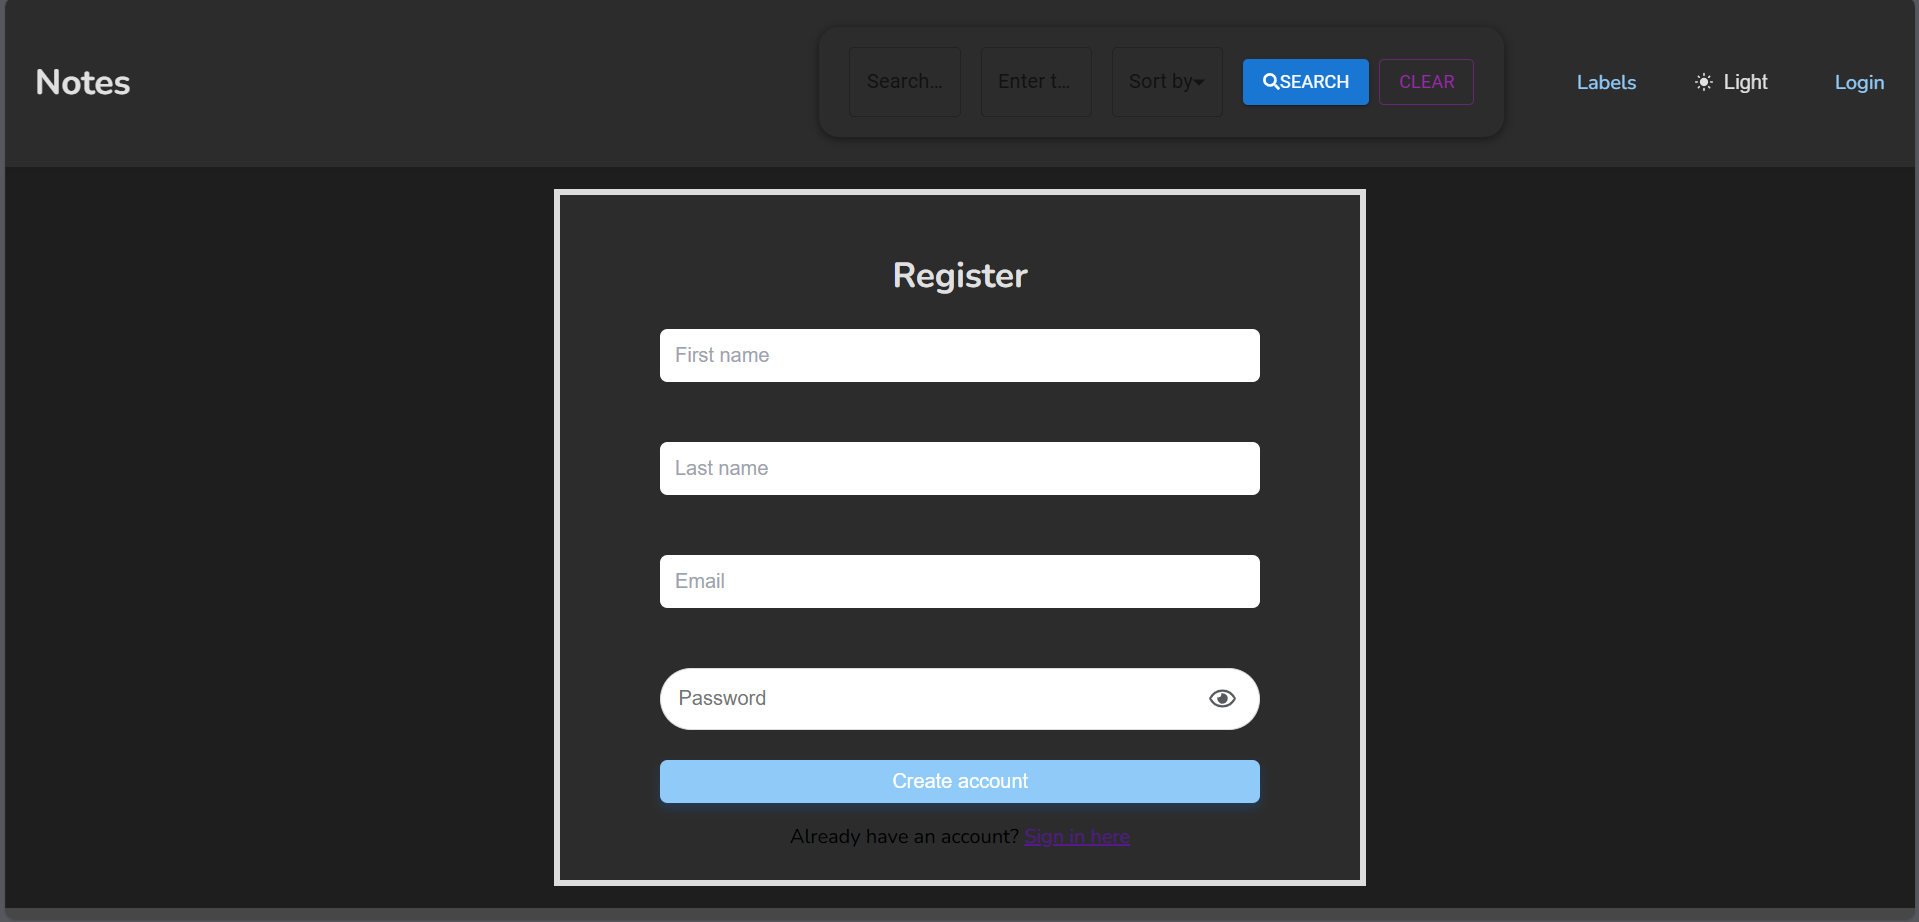 Notes
Search...
Enter t...
Sort by
SEARCH
CLEAR
Labels
Light
Login
Register
First name
Last name
Email
Password
Create account
Already have an account? Sign in here